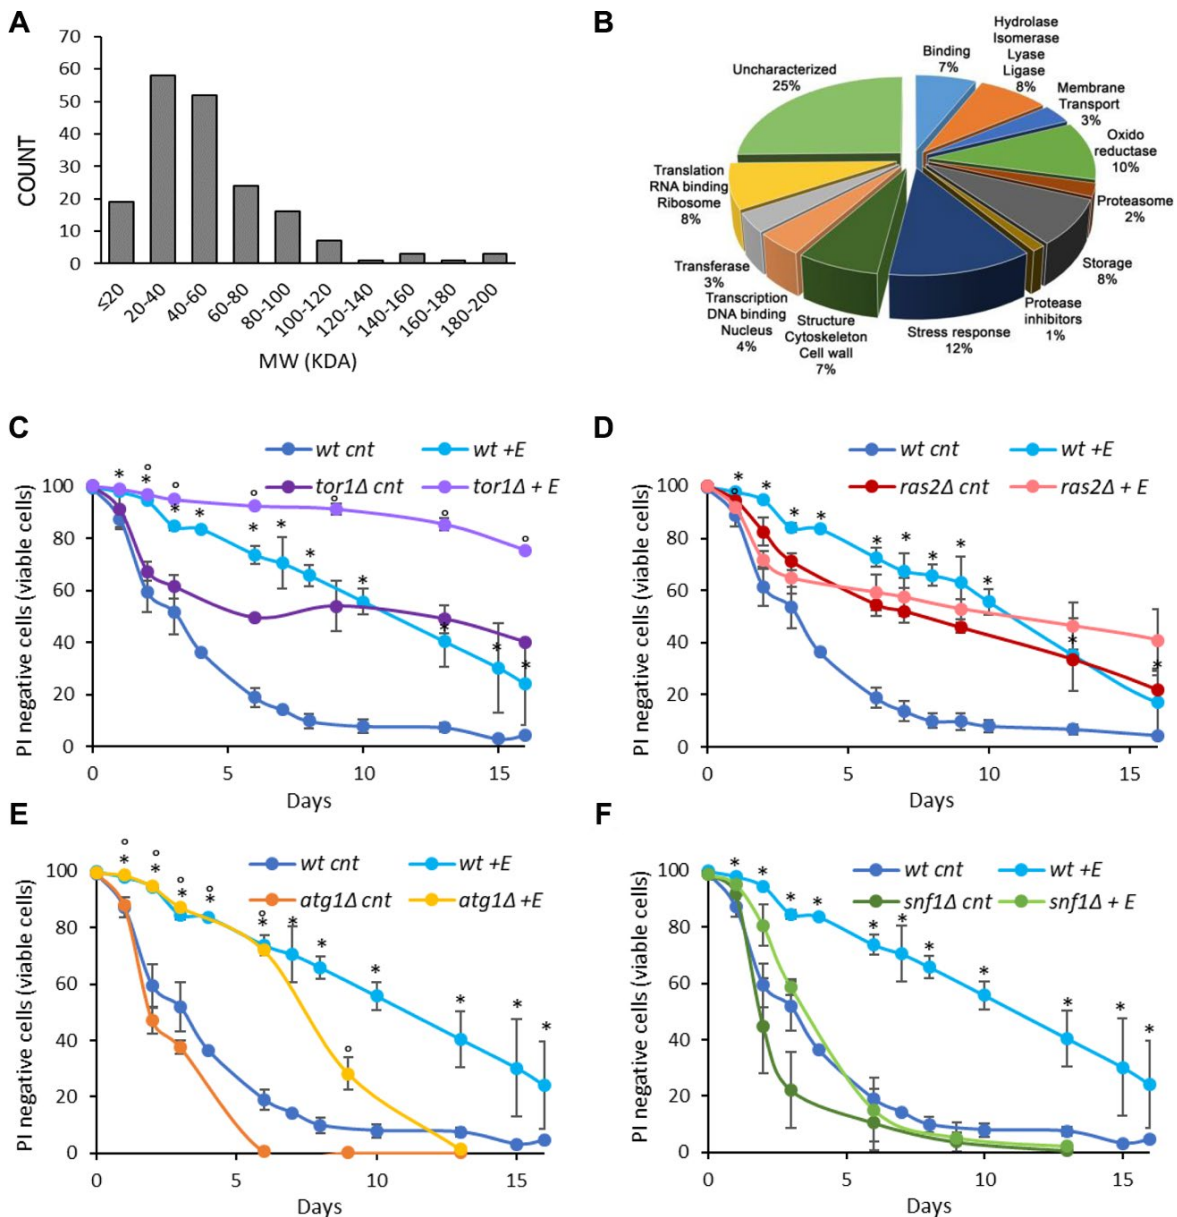 A
70
60
50
40
30
20
10
0
COUNT
≤20
20-40
40-60
60-80
80-100
100-120
120-140
140-160
160-180
180-200
MW (KDA)
B
Uncharacterized
25%
Binding
7%
Hydrolase
Isomerase
Lyase
Ligase
8%
Membrane
Transport
3%
Oxido
reductase
10%
Proteasome
2%
Storage
8%
Protease
inhibitors
1%
Stress response
12%
Structure
Cytoskeleton
Cell wall
7%
Transcription
DNA binding
Nucleus
4%
Transferase
3%
Translation
RNA binding
Ribosome
8%
C
wt cnt
wt +E
tor1Δ cnt
tor1Δ + E
PI negative cells (viable cells)
100
80
60
40
20
0
0
5
10
15
Days
D
wt cnt
wt +E
ras2Δ cnt
ras2Δ + E
PI negative cells (viable cells)
100
80
60
40
20
0
0
5
10
15
Days
E
wt cnt
wt +E
atg1Δ cnt
atg1Δ +E
PI negative cells (viable cells)
100
80
60
40
20
0
0
5
10
15
Days
F
wt cnt
wt +E
snf1Δ cnt
snf1Δ + E
PI negative cells (viable cells)
100
80
60
40
20
0
0
5
10
15
Days